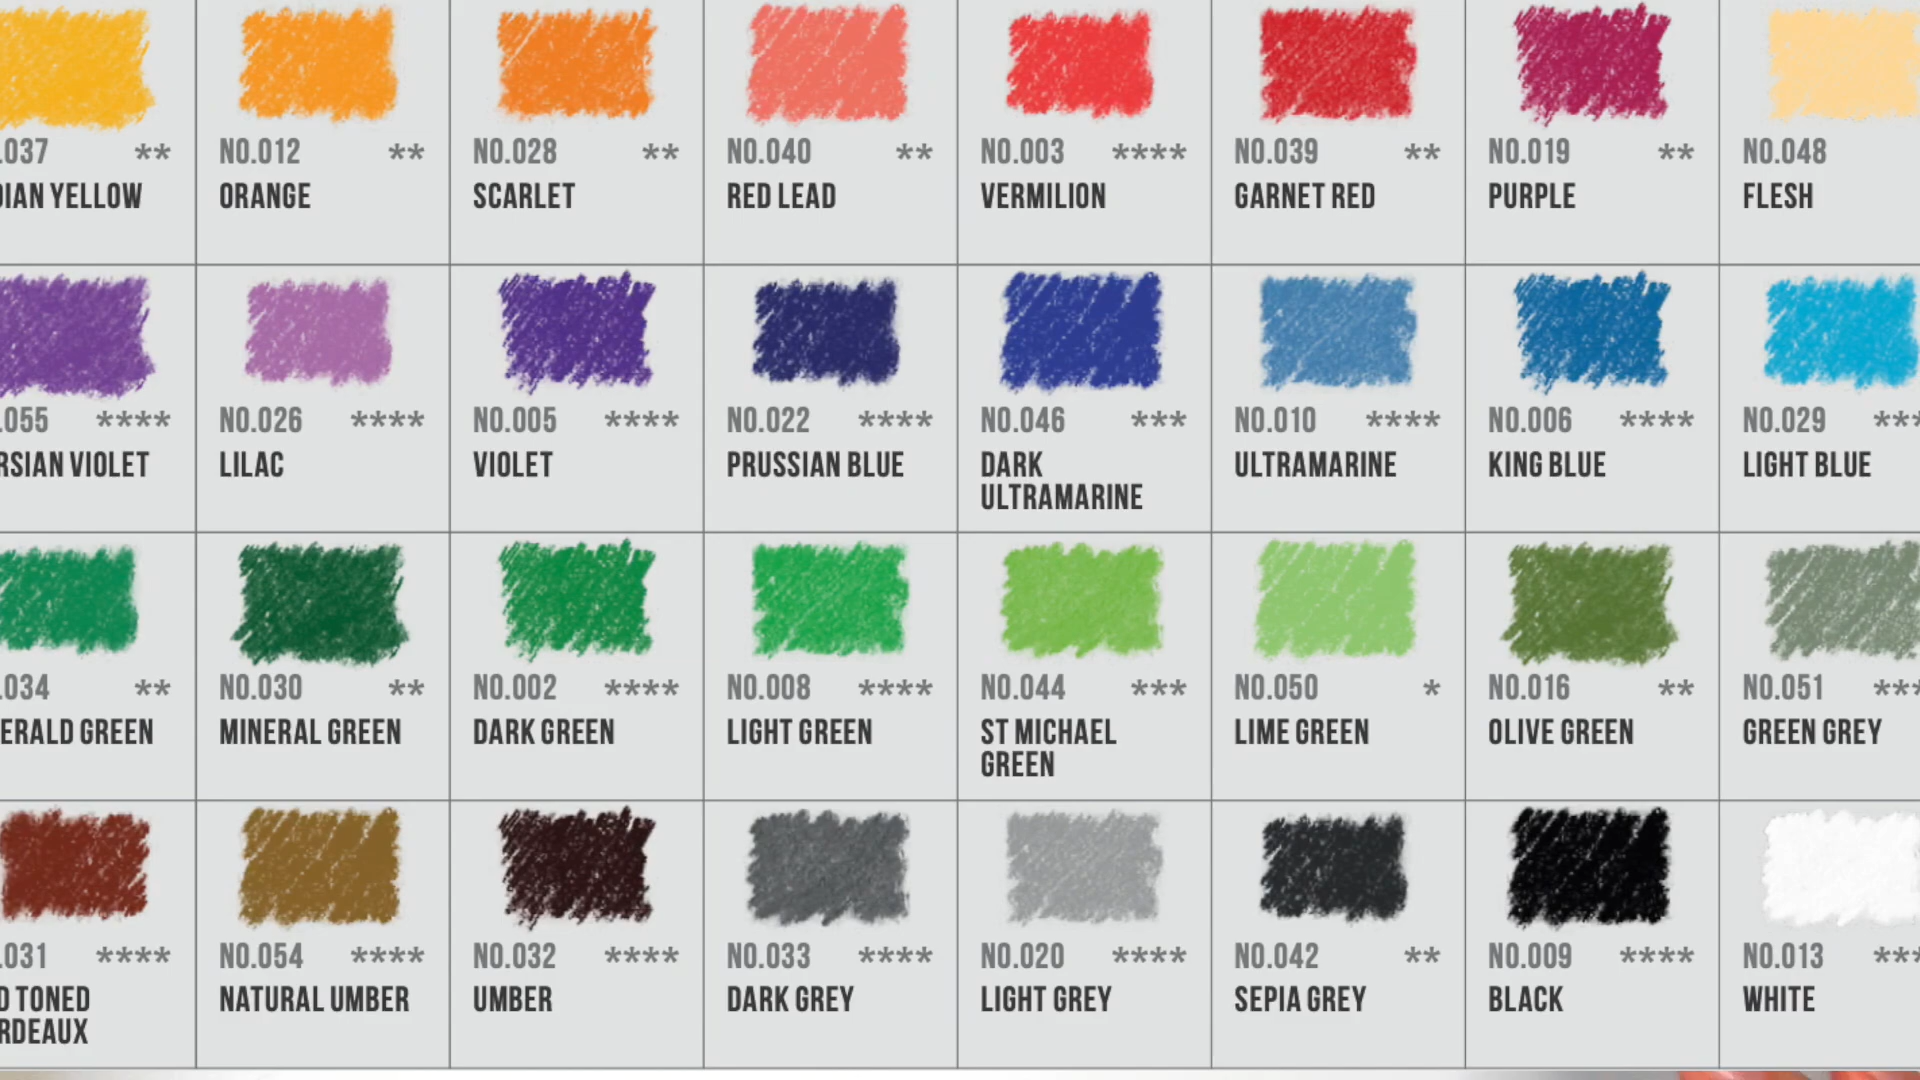 .037 **
NO.012 **
NO.028 **
NO.040 **
NO.003 ****
NO.039 **
NO.019 **
NO.048
DIAN YELLOW
ORANGE
SCARLET
RED LEAD
VERMILION
GARNET RED
PURPLE
FLESH
.055 ****
NO.026 ****
NO.005 ****
NO.022 ****
NO.046 ***
NO.010 ****
NO.006 ****
NO.029 ***
RSIAN VIOLET
LILAC
VIOLET
PRUSSIAN BLUE
DARK
ULTRAMARINE
ULTRAMARINE
KING BLUE
LIGHT BLUE
.034 **
NO.030 **
NO.002 ****
NO.008 ****
NO.044 ***
NO.050 *
NO.016 **
NO.051 ***
ERALD GREEN
MINERAL GREEN
DARK GREEN
LIGHT GREEN
ST MICHAEL
GREEN
LIME GREEN
OLIVE GREEN
GREEN GREY
.031 ****
NO.054 ****
NO.032 ****
NO.033 ****
NO.020 ****
NO.042 **
NO.009 ****
NO.013 ***
D TONED
RDEAUX
NATURAL UMBER
UMBER
DARK GREY
LIGHT GREY
SEPIA GREY
BLACK
WHITE